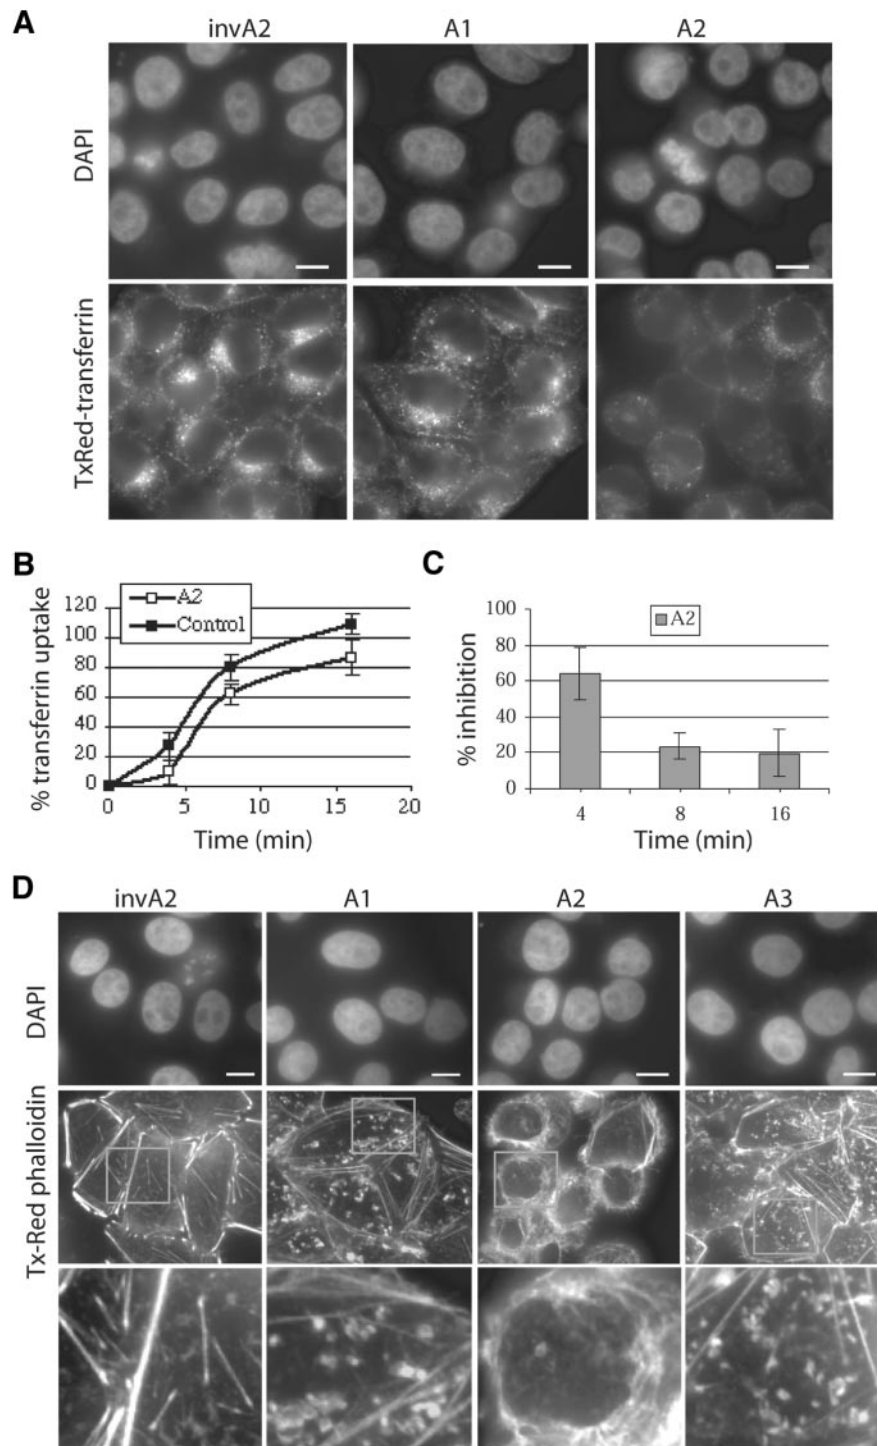 A
invA2 A1 A2
DAPI
TxRed-transferrin
B
A2
Control
% transferrin uptake
120
100
80
60
40
20
0
0 5 10 15 20
Time (min)
C
A2
% inhibition
100
80
60
40
20
0
4 8 16
Time (min)
D
invA2 A1 A2 A3
DAPI
Tx-Red phalloidin